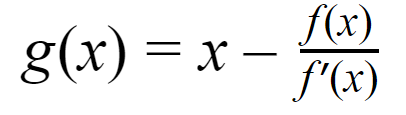 g(x) = x − f(x)/f′(x)